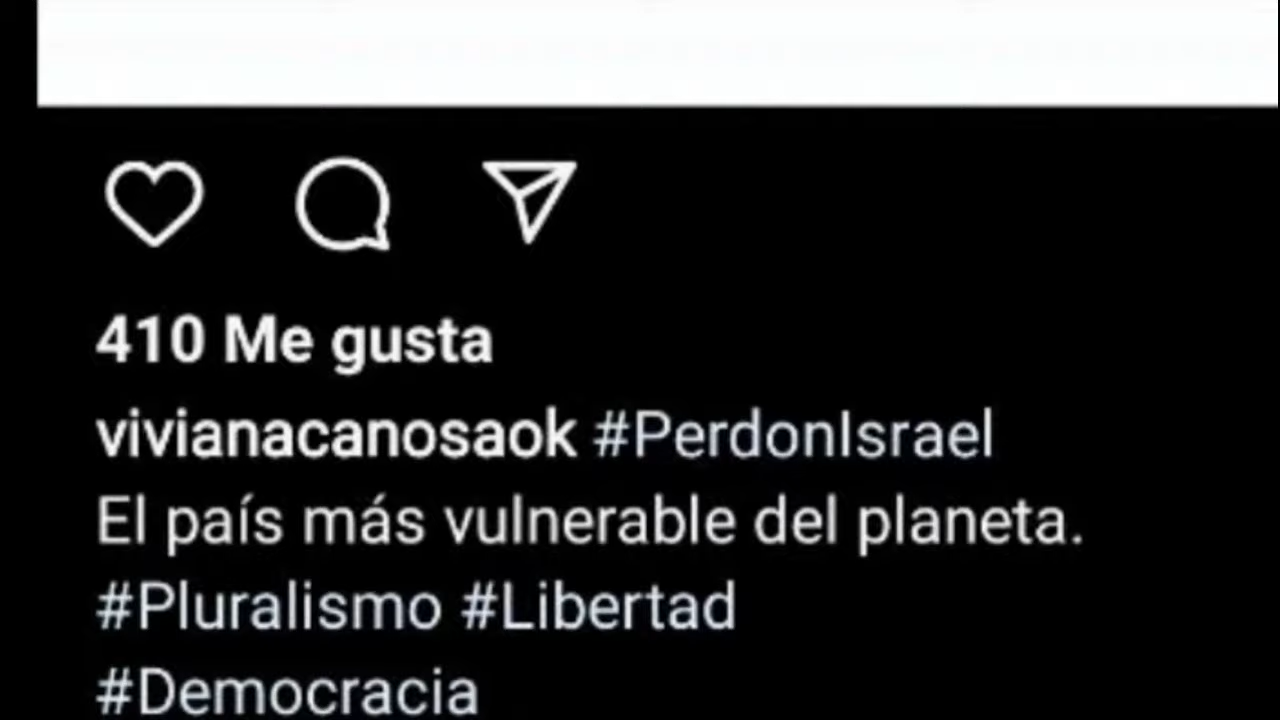 410 Me gusta
vivianacanosaok #PerdonIsrael
El país más vulnerable del planeta.
#Pluralismo #Libertad
#Democracia